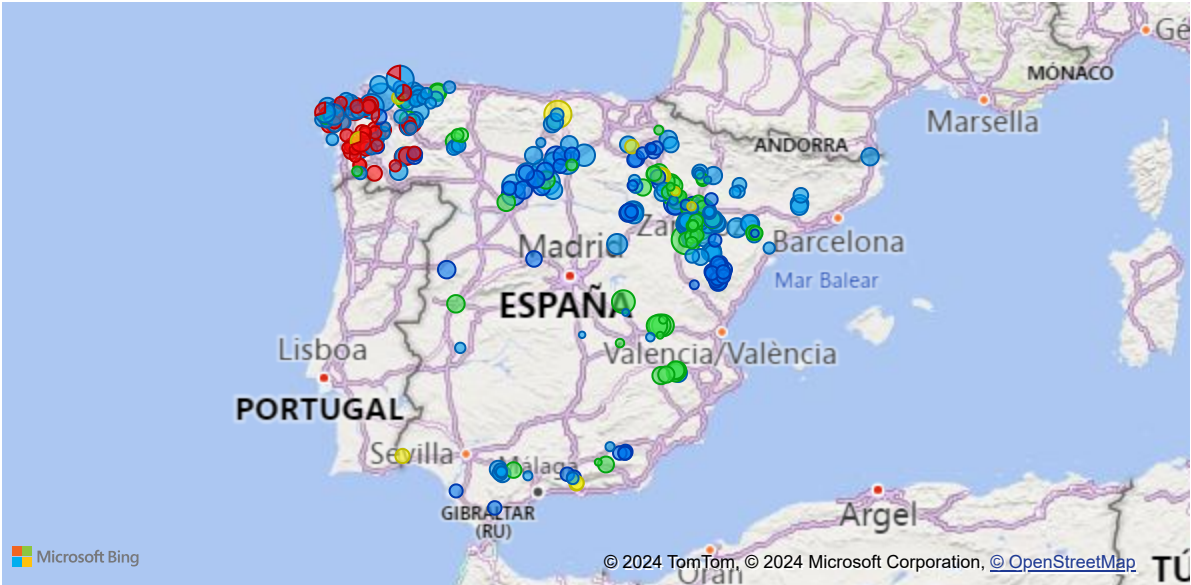 Gé
MÓNACO
Marsella
ANDORRA
Madrid
Barcelona
Mar Balear
ESPAÑA
Lisboa
Valencia/València
PORTUGAL
Sevilla
Málaga
GIBRALTAR
(RU)
Argel
Orán
TÚ
Microsoft Bing
© 2024 TomTom, © 2024 Microsoft Corporation, © OpenStreetMap